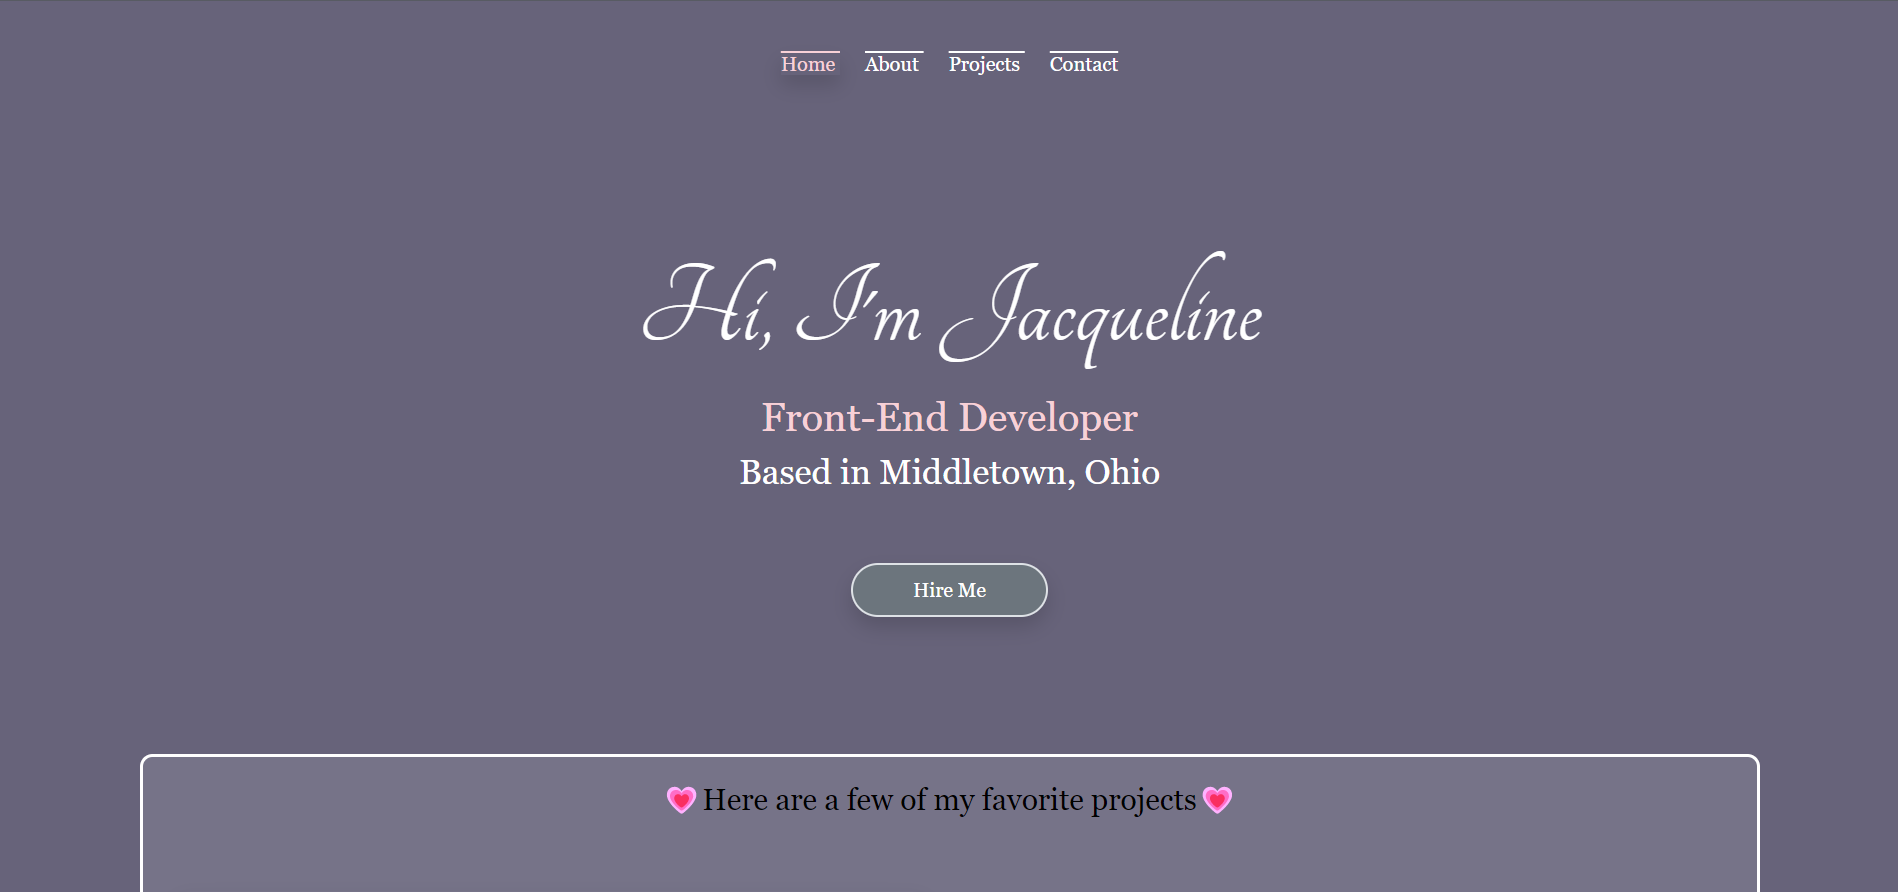 Home About Projects Contact
Hi, I'm Jacqueline
Front-End Developer
Based in Middletown, Ohio
Hire Me
💗 Here are a few of my favorite projects 💗